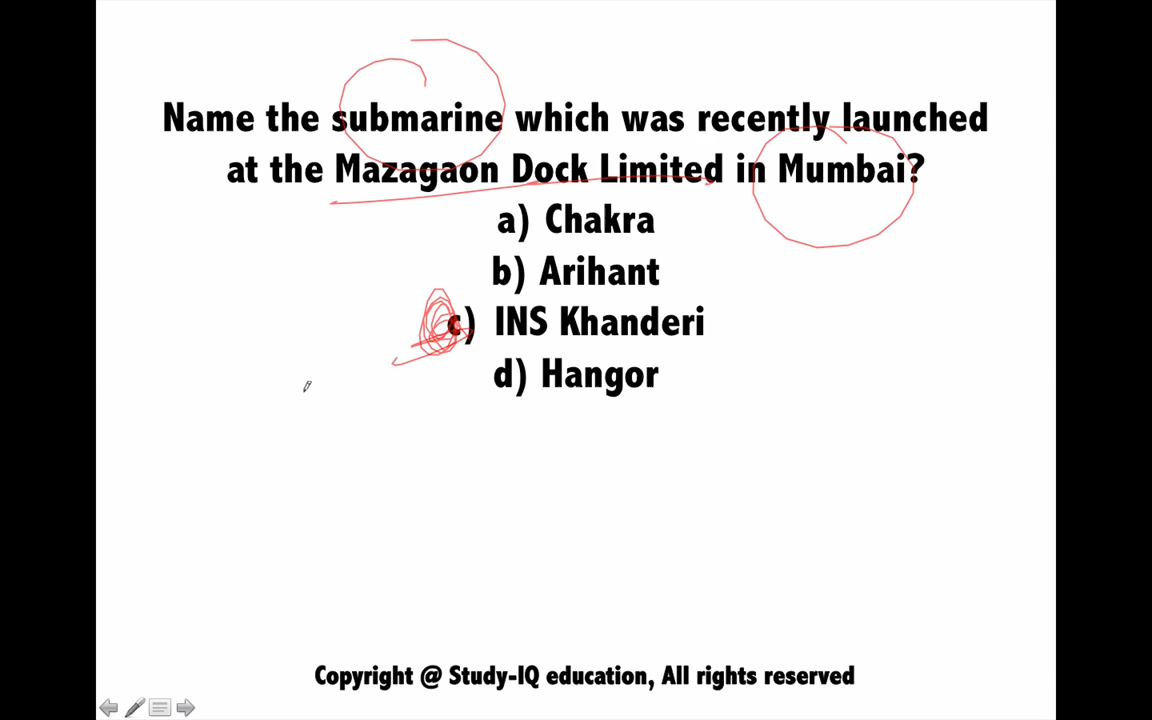 Name the submarine which was recently launched
at the Mazagaon Dock Limited in Mumbai?
a) Chakra
b) Arihant
c) INS Khanderi
d) Hangor
Copyright @ Study-IQ education, All rights reserved